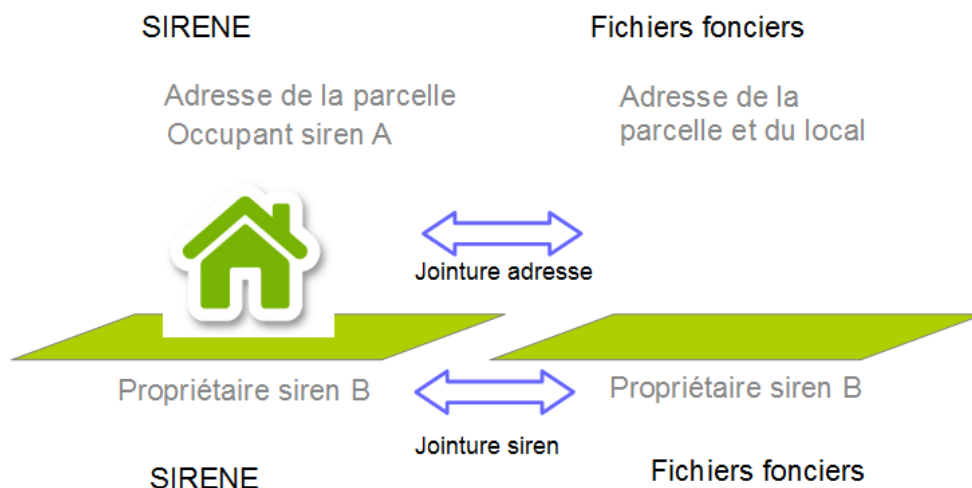 SIRENE
Fichiers fonciers
Adresse de la parcelle
Occupant siren A
Adresse de la
parcelle et du local
Jointure adresse
Propriétaire siren B
Propriétaire siren B
Jointure siren
SIRENE
Fichiers fonciers